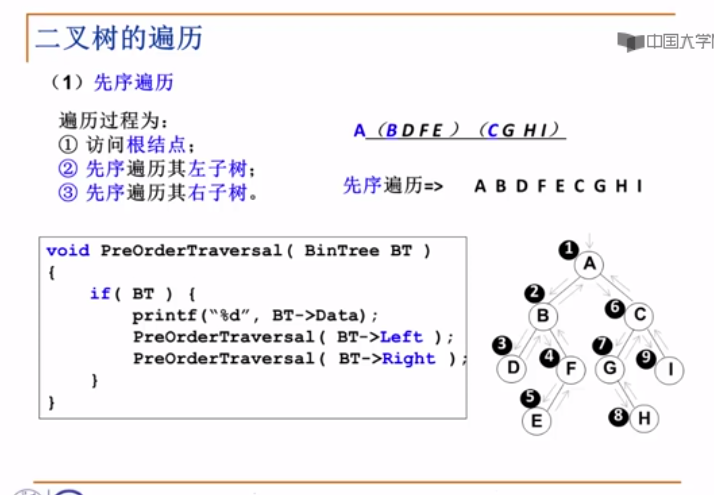 二叉树的遍历
中国大学
（1）先序遍历
遍历过程为：
① 访问根结点；
② 先序遍历其左子树；
③ 先序遍历其右子树。
A（B D F E ）（C G H I）
先序遍历=> A B D F E C G H I
void PreOrderTraversal( BinTree BT )
{
if( BT ) {
printf(“%d”, BT->Data);
PreOrderTraversal( BT->Left );
PreOrderTraversal( BT->Right );
}
}
1
A
2
B
6
C
3
D
4
F
7
G
9
I
5
E
8
H